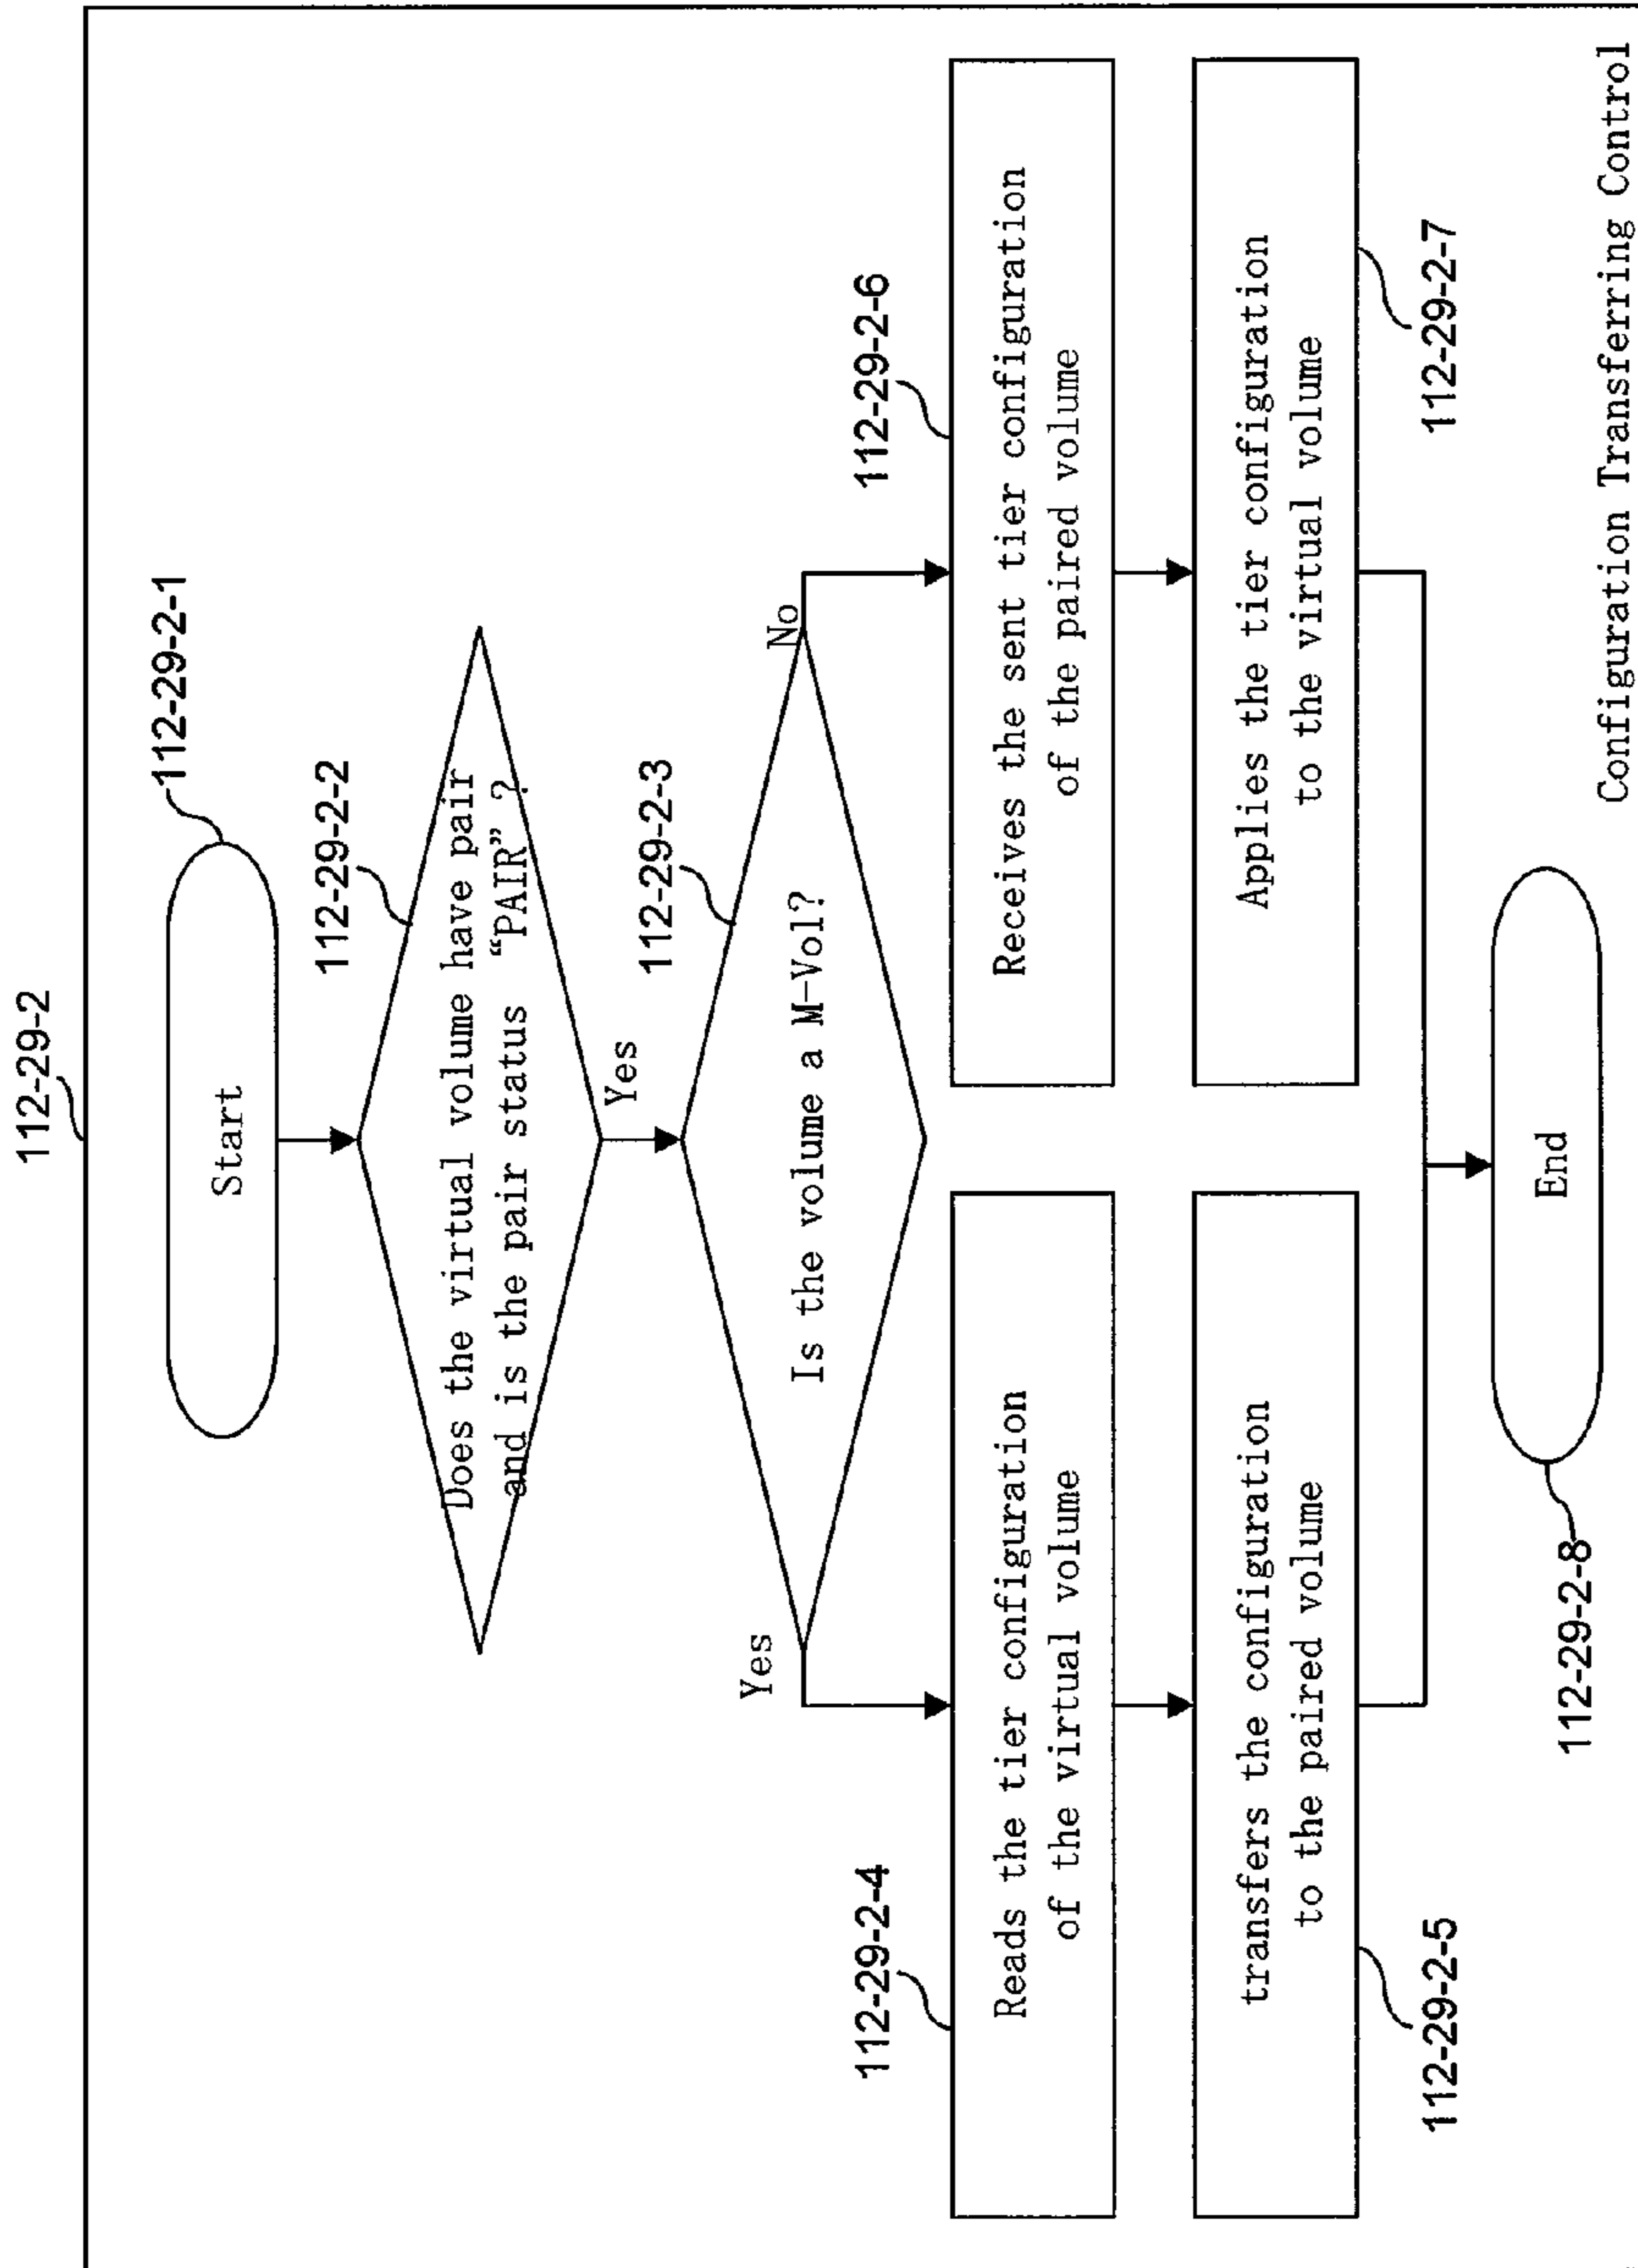 112-29-2
112-29-2-1
Start
112-29-2-2
Does the virtual volume have pair
and is the pair status “PAIR”?
Yes
112-29-2-3
Is the volume a M-Vol?
Yes
No
112-29-2-4
Reads the tier configuration
of the virtual volume
112-29-2-6
Receives the sent tier configuration
of the paired volume
transfers the configuration
to the paired volume
112-29-2-5
Applies the tier configuration
to the virtual volume
112-29-2-7
End
112-29-2-8
Configuration Transferring Control